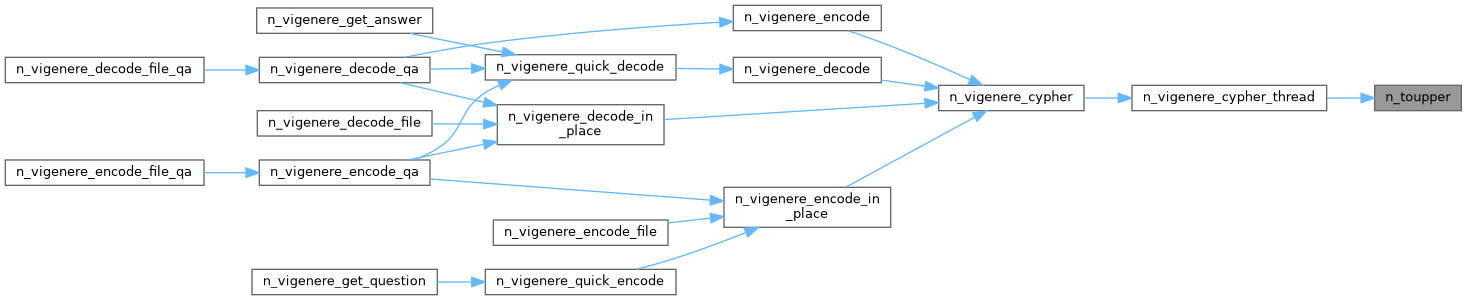 n_vigenere_get_answer
n_vigenere_encode
n_vigenere_decode_file_qa
n_vigenere_decode_qa
n_vigenere_quick_decode
n_vigenere_decode
n_vigenere_cypher
n_vigenere_cypher_thread
n_toupper
n_vigenere_decode_file
n_vigenere_decode_in
_place
n_vigenere_encode_file_qa
n_vigenere_encode_qa
n_vigenere_encode_in
_place
n_vigenere_encode_file
n_vigenere_get_question
n_vigenere_quick_encode